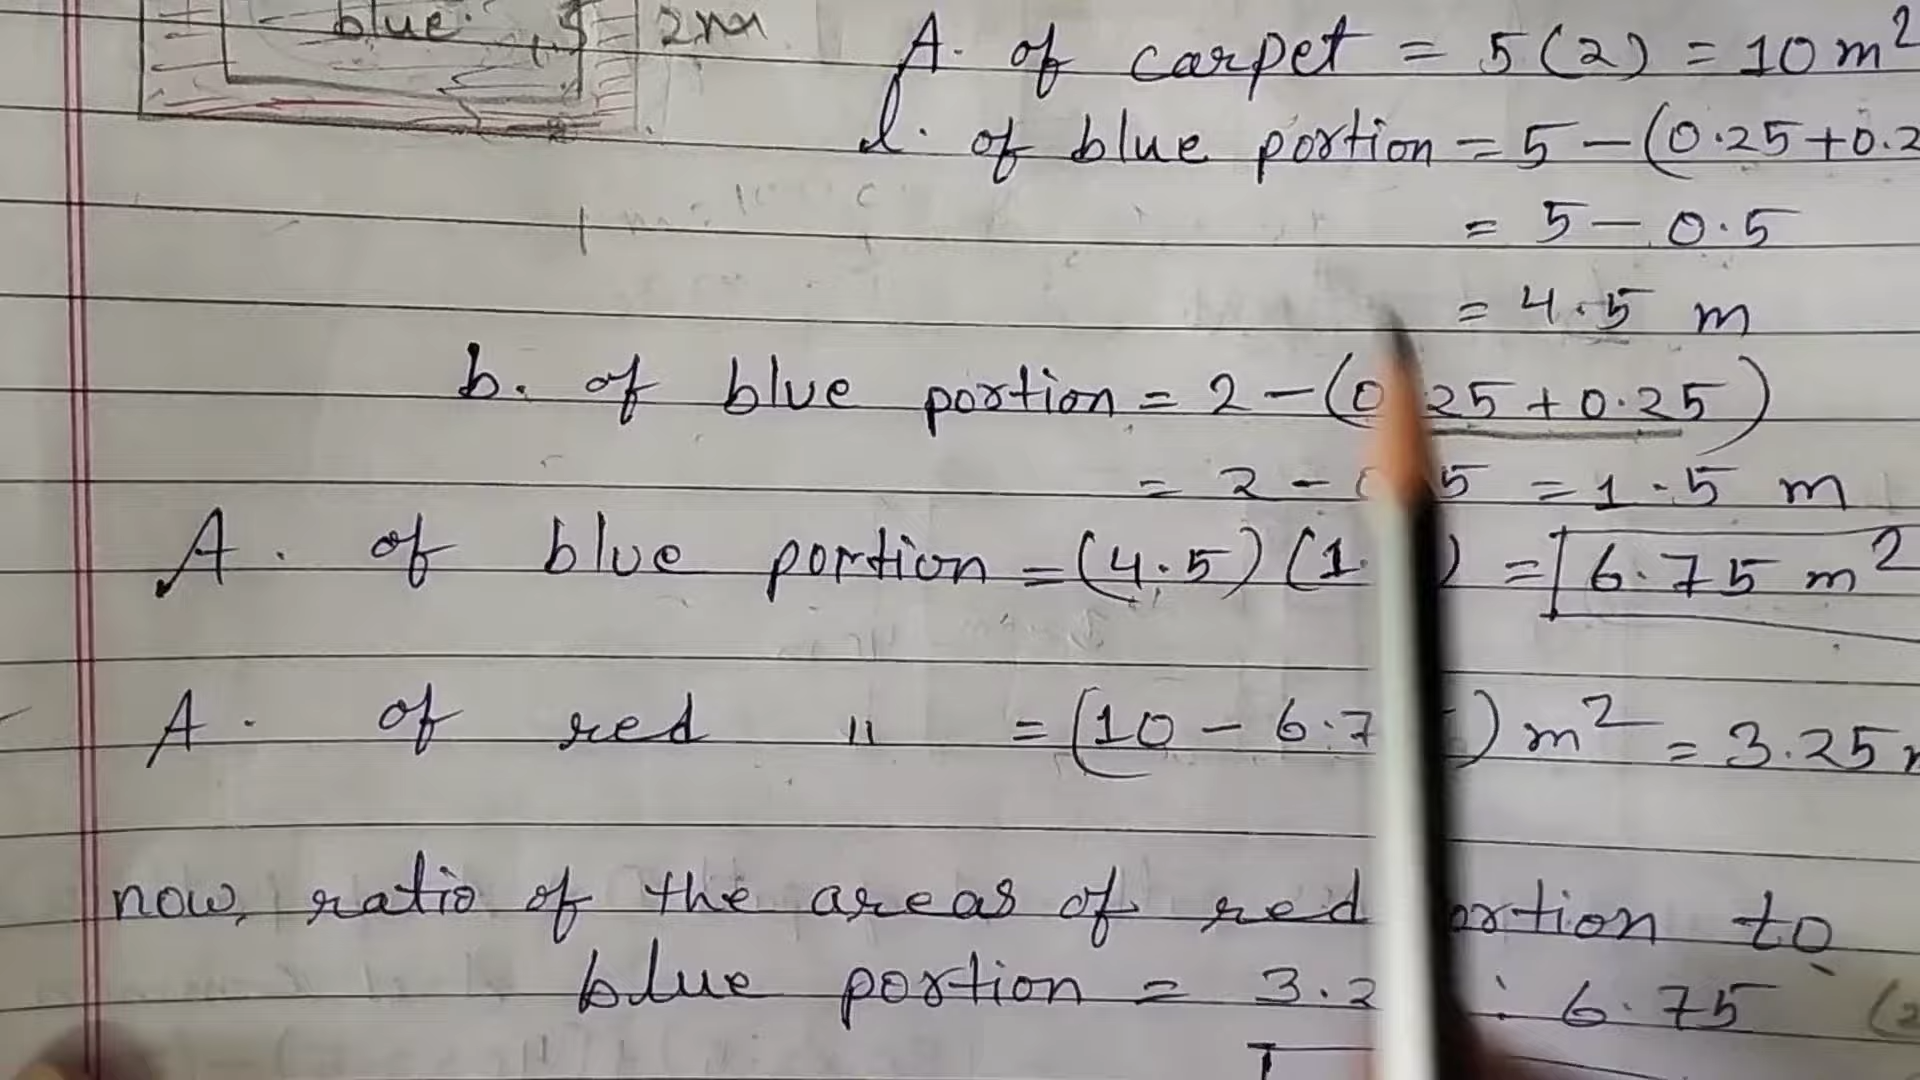 blue. 2m
A. of carpet = 5(2) = 10 m²
l. of blue portion = 5 - (0.25 + 0.2
= 5 - 0.5
= 4.5 m
b. of blue portion = 2 - (0 25 + 0.25)
= 2 - 5 = 1.5 m
A. of blue portion = (4.5) (1. ) = 6.75 m²
A. of red " = (10 - 6.7 ) m² = 3.25
now, ratio of the areas of red ortion to
blue portion = 3.2 : 6.75